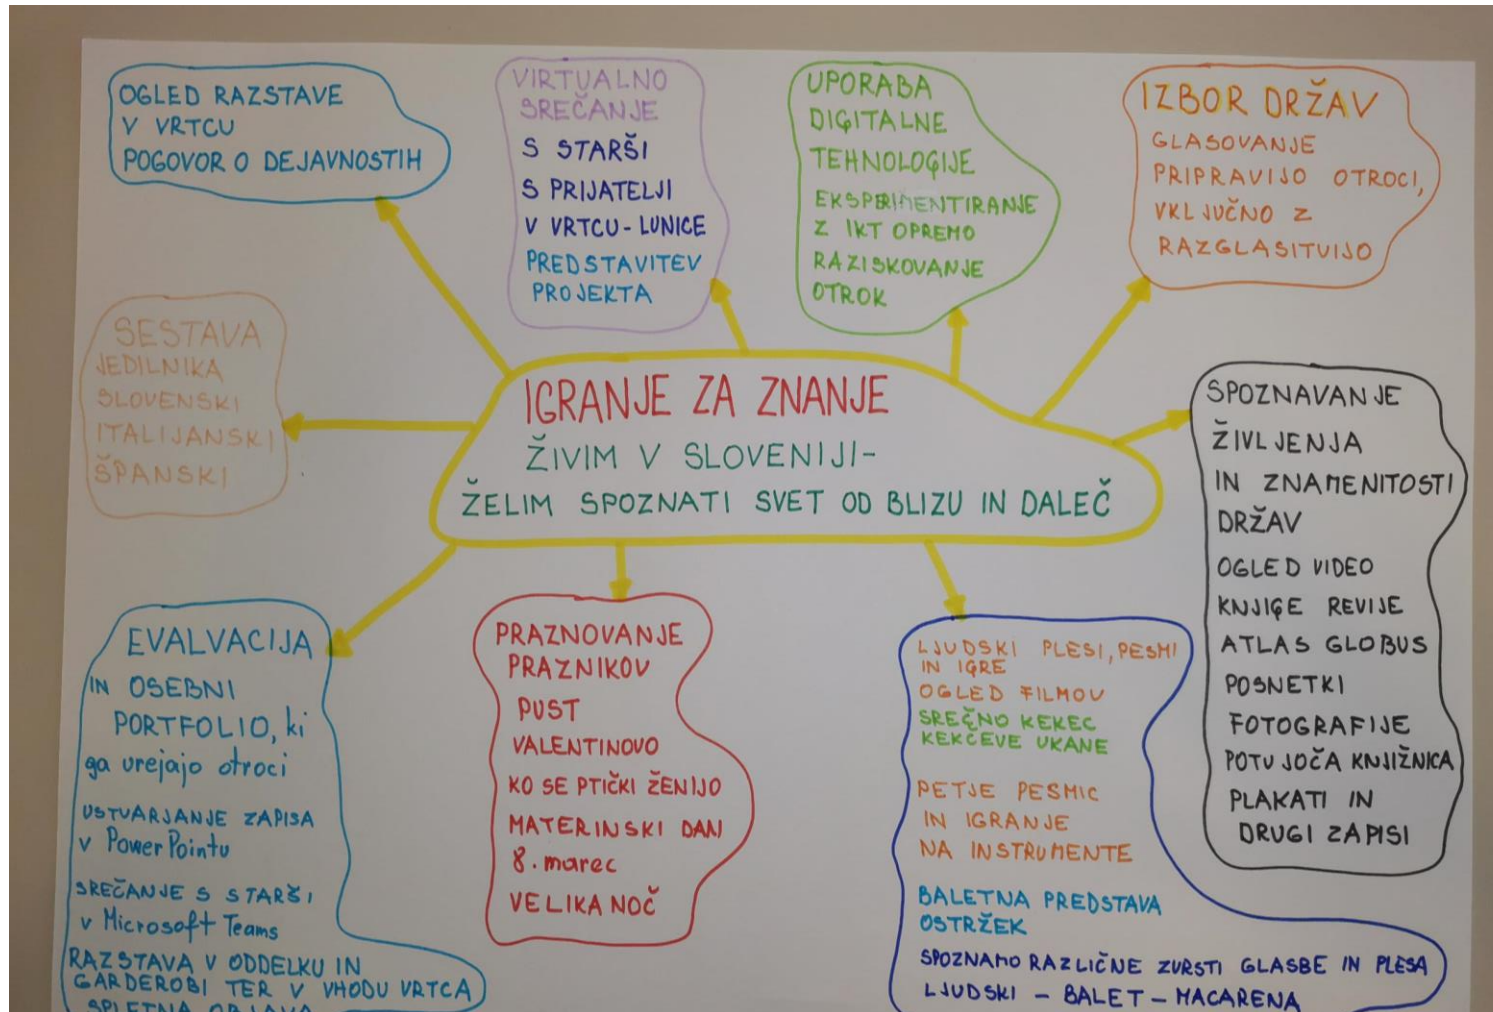 OGLED RAZSTAVE
V VRTCU
POGOVOR O DEJAVNOSTIH
VIRTUALNO
SREČANJE
S STARŠI
S PRIJATELJI
V VRTCU - LUNICE
PREDSTAVITEV
PROJEKTA
UPORABA
DIGITALNE
TEHNOLOGIJE
EKSPERIMENTIRANJE
Z IKT OPREMO
RAZISKOVANJE
OTROK
IZBOR DRŽAV
GLASOVANJE
PRIPRAVIJO OTROCI,
VKLJUČNO Z
RAZGLASITVIJO
SESTAVA
JEDILNIKA
SLOVENSKI
ITALIJANSKI
ŠPANSKI
IGRANJE ZA ZNANJE
ŽIVIM V SLOVENIJI-
ŽELIM SPOZNATI SVET OD BLIZU IN DALEČ
SPOZNAVANJE
ŽIVLJENJA
IN ZNAMENITOSTI
DRŽAV
OGLED VIDEO
KNJIGE REVIJE
ATLAS GLOBUS
POSNETKI
FOTOGRAFIJE
POTUJOČA KNJIŽNICA
PLAKATI IN
DRUGI ZAPISI
EVALVACIJA
IN OSEBNI
PORTFOLIO, ki
ga urejajo otroci
USTVARJANJE ZAPISA
v PowerPointu
SREČANJE S STARŠI
v Microsoft Teams
RAZSTAVA V ODDELKU IN
GARDEROBI TER V VHODU VRTCA
SPLETNA OBJAVA
PRAZNOVANJE
PRAZNIKOV
PUST
VALENTINOVO
KO SE PTIČKI ŽENIJO
MATERINSKI DAN
8. marec
VELIKA NOČ
LJUDSKI PLESI, PESMI
IN IGRE
OGLED FILMOV
SREČNO KEKEC
KEKČEVE UKANE
PETJE PESMIC
IN IGRANJE
NA INSTRUMENTE
BALETNA PREDSTAVA
OSTRŽEK
SPOZNAMO RAZLIČNE ZVRSTI GLASBE IN PLESA
LJUDSKI - BALET - MACARENA